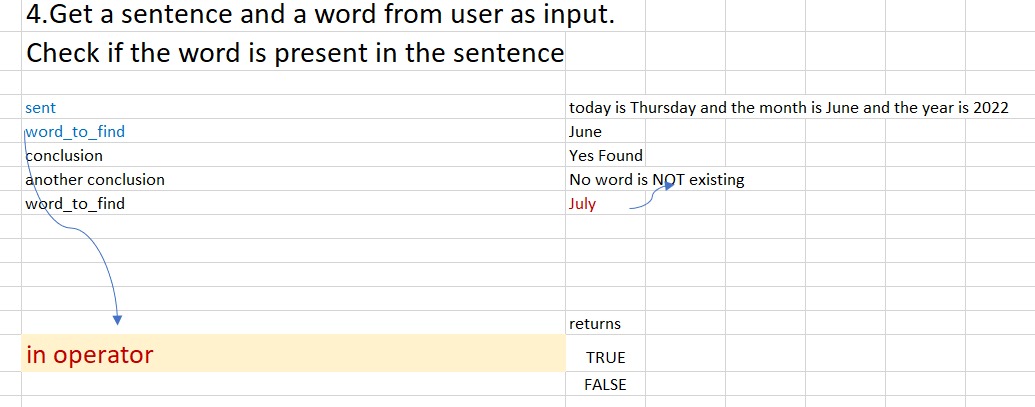 4.Get a sentence and a word from user as input.
Check if the word is present in the sentence
sent today is Thursday and the month is June and the year is 2022
word_to_find June
conclusion Yes Found
another conclusion No word is NOT existing
word_to_find July
returns
in operator TRUE
FALSE